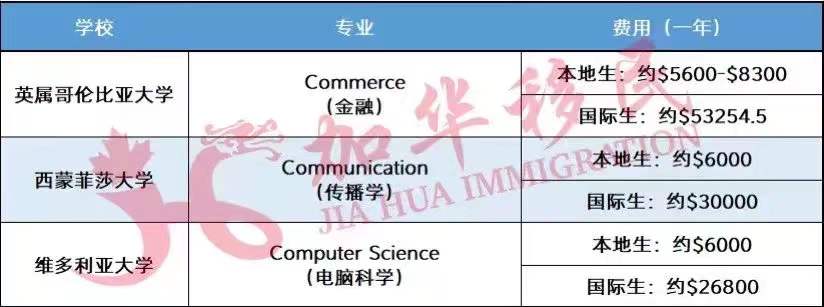 学校 专业 费用（一年）
英属哥伦比亚大学
Commerce
（金融）
本地生：约$5600-$8300
国际生：约$53254.5
西蒙菲莎大学
Communication
（传播学）
本地生：约$6000
国际生：约$30000
维多利亚大学
Computer Science
（电脑科学）
本地生：约$6000
国际生：约$26800
加华移民
JIA HUA IMMIGRATION